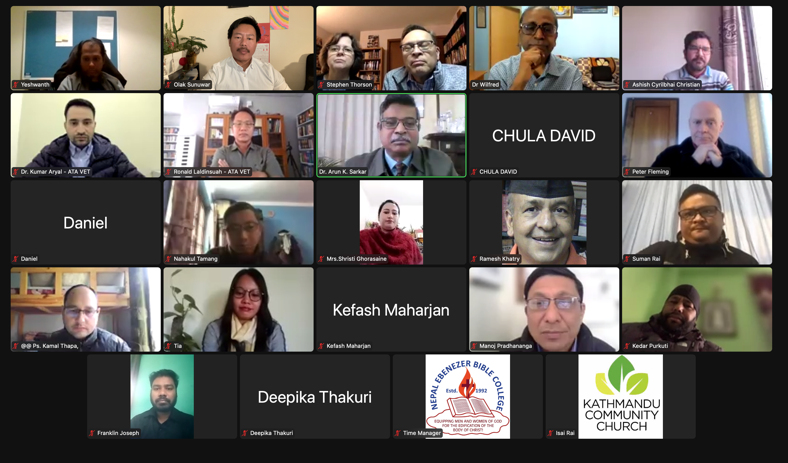 Yeshwanth
Olak Sunuwar
Stephen Thorson
Dr Wilfred
Ashish Cyrilbhai Christian
Dr. Kumar Aryal - ATA VET
Ronald Laldinsuah - ATA VET
Dr. Arun K. Sarkar
CHULA DAVID
CHULA DAVID
Peter Fleming
Daniel
Daniel
Nahakul Tamang
Mrs.Shristi Ghorasaine
Ramesh Khatry
Suman Rai
@@ Ps. Kamal Thapa,
Tia
Kefash Maharjan
Kefash Maharjan
Manoj Pradhananga
Kedar Purkuti
Franklin Joseph
Deepika Thakuri
Deepika Thakuri
NEPAL EBENEZER BIBLE COLLEGE
Estd. 1992
EQUIPPING MEN AND WOMEN OF GOD
FOR THE EDIFICATION OF THE
BODY OF CHRIST
Time Manager
KATHMANDU
COMMUNITY
CHURCH
Isai Rai